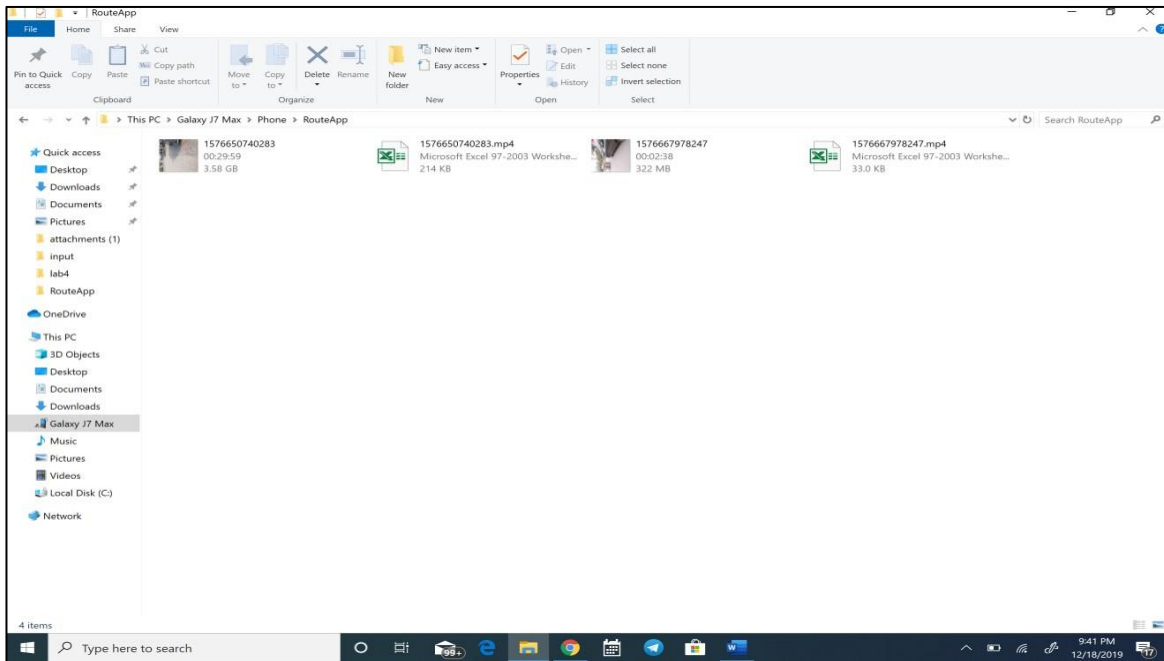 RouteApp
File Home Share View
Pin to Quick access
Copy
Paste
Cut
Copy path
Paste shortcut
Clipboard
Move to
Copy to
Delete
Rename
Organize
New folder
New item
Easy access
New
Properties
Open
Edit
History
Open
Select all
Select none
Invert selection
Select
This PC > Galaxy J7 Max > Phone > RouteApp
Search RouteApp
Quick access
Desktop
Downloads
Documents
Pictures
attachments (1)
input
lab4
RouteApp
OneDrive
This PC
3D Objects
Desktop
Documents
Downloads
Galaxy J7 Max
Music
Pictures
Videos
Local Disk (C:)
Network
1576650740283
00:29:59
3.58 GB
1576650740283.mp4
Microsoft Excel 97-2003 Workshe...
214 KB
1576667978247
00:02:38
322 MB
1576667978247.mp4
Microsoft Excel 97-2003 Workshe...
33.0 KB
4 items
Type here to search
99+
9:41 PM
12/18/2019
17